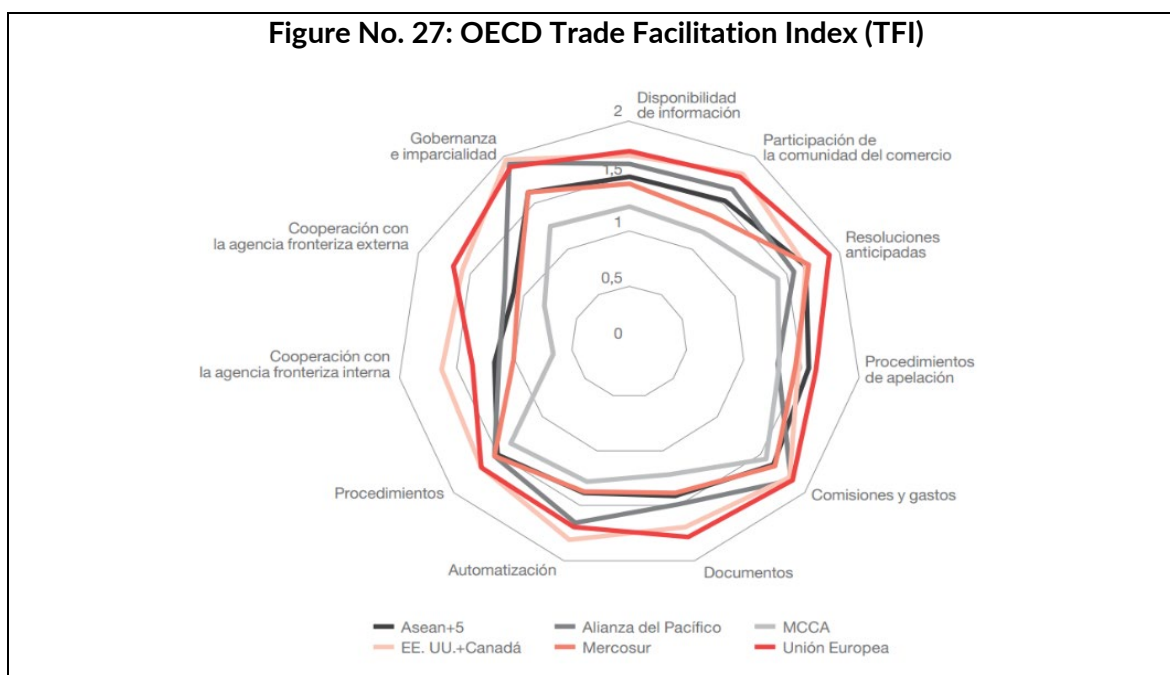 Figure No. 27: OECD Trade Facilitation Index (TFI)
2
Disponibilidad
de información
Gobernanza
e imparcialidad
Participación de
la comunidad del comercio
1,5
Cooperación con
la agencia fronteriza externa
1
Resoluciones
anticipadas
0,5
0
Cooperación con
la agencia fronteriza interna
Procedimientos
de apelación
Procedimientos
Comisiones y gastos
Automatización
Documentos
Asean+5
Alianza del Pacífico
MCCA
EE. UU.+Canadá
Mercosur
Unión Europea